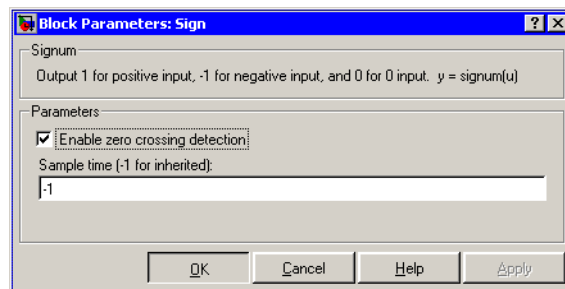 Block Parameters: Sign
Signum
Output 1 for positive input, -1 for negative input, and 0 for 0 input. y = signum(u)
Parameters
Enable zero crossing detection
Sample time (-1 for inherited):
-1
OK Cancel Help Apply